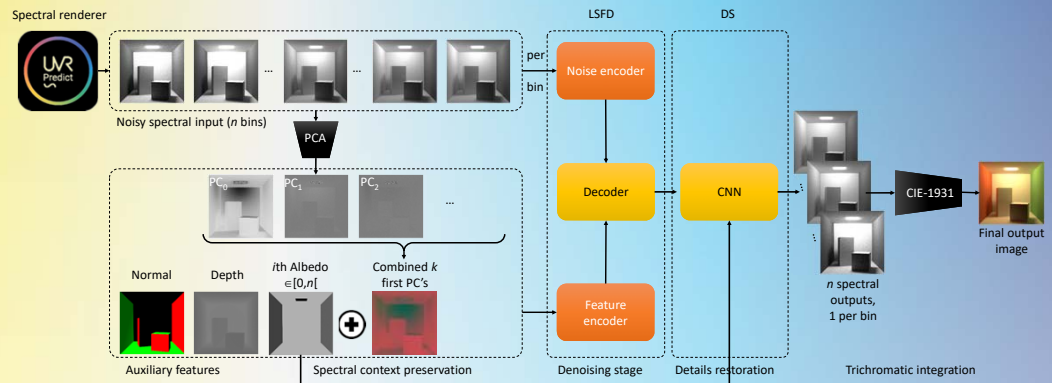 Spectral renderer
LSFD
DS
UVR
Predict
...
...
per
bin
Noise encoder
Noisy spectral input (n bins)
PCA
PC0
PC1
PC2
...
Decoder
CNN
CIE-1931
Final output
image
Normal
Depth
ith Albedo
∈[0,n[
Combined k
first PC's
Feature
encoder
n spectral
outputs,
1 per bin
Auxiliary features
Spectral context preservation
Denoising stage
Details restoration
Trichromatic integration